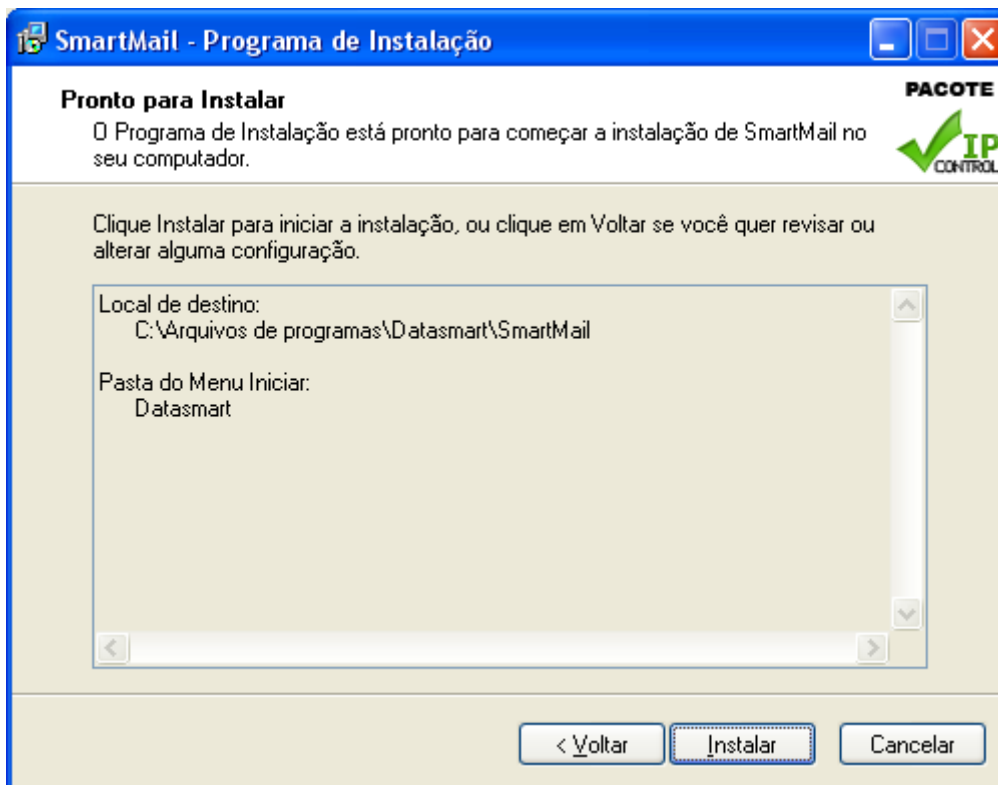 SmartMail - Programa de Instalação
Pronto para Instalar
O Programa de Instalação está pronto para começar a instalação de SmartMail no
seu computador.
PACOTE
IP
CONTROL
Clique Instalar para iniciar a instalação, ou clique em Voltar se você quer revisar ou
alterar alguma configuração.
Local de destino:
C:\Arquivos de programas\Datasmart\SmartMail
Pasta do Menu Iniciar:
Datasmart
< Voltar
Instalar
Cancelar